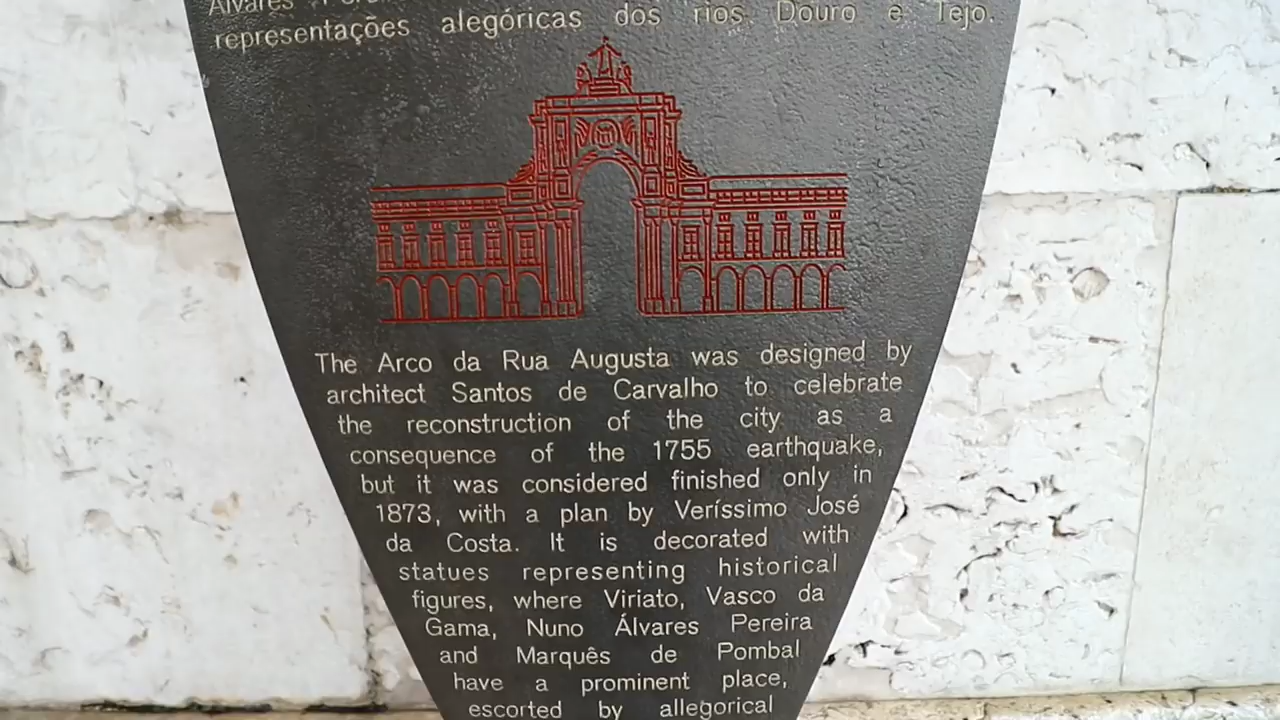 Álvares
representações alegóricas dos rios Douro e Tejo.
The Arco da Rua Augusta was designed by
architect Santos de Carvalho to celebrate
the reconstruction of the city as a
consequence of the 1755 earthquake,
but it was considered finished only in
1873, with a plan by Veríssimo José
da Costa. It is decorated with
statues representing historical
figures, where Viriato, Vasco da
Gama, Nuno Álvares Pereira
and Marquês de Pombal
have a prominent place,
escorted by allegorical